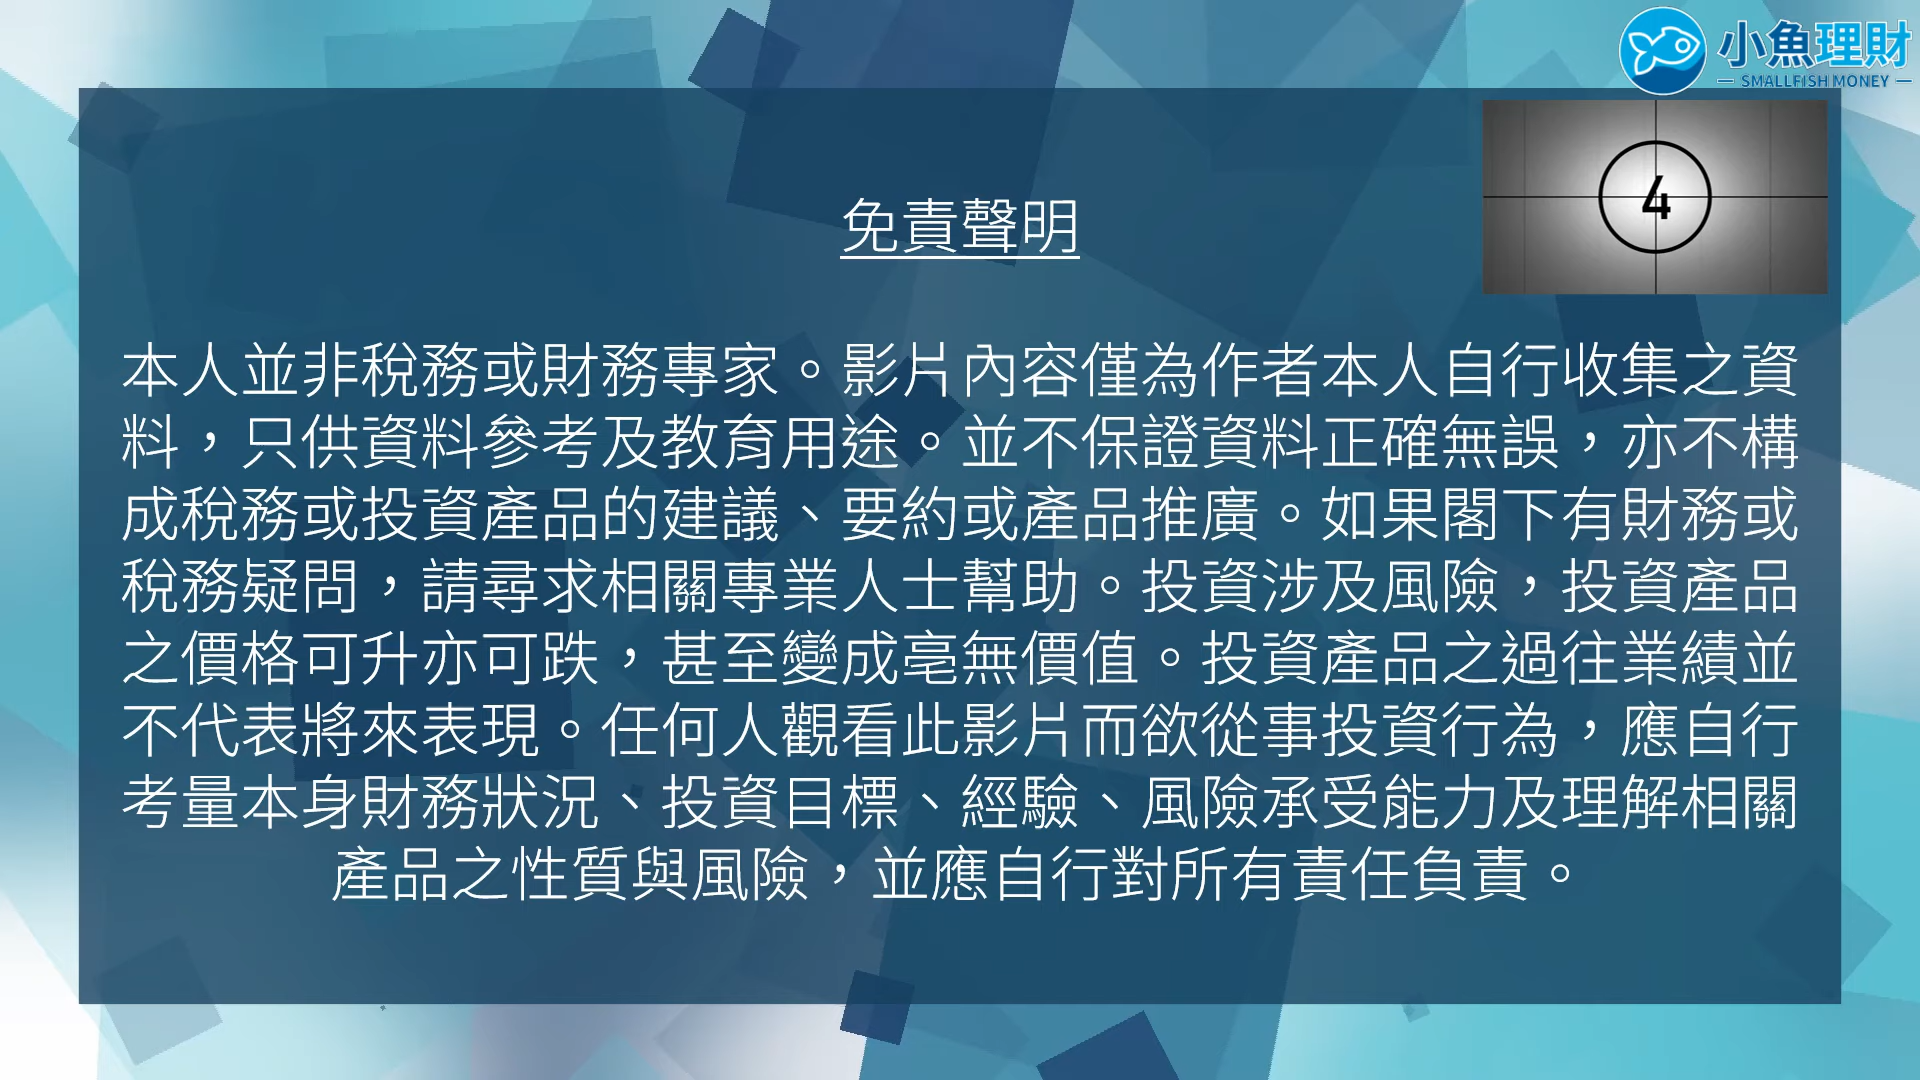 小魚理財
SMALLFISH MONEY
4
免責聲明
本人並非稅務或財務專家。影片內容僅為作者本人自行收集之資
料，只供資料參考及教育用途。並不保證資料正確無誤，亦不構
成稅務或投資產品的建議、要約或產品推廣。如果閣下有財務或
稅務疑問，請尋求相關專業人士幫助。投資涉及風險，投資產品
之價格可升亦可跌，甚至變成亳無價值。投資產品之過往業績並
不代表將來表現。任何人觀看此影片而欲從事投資行為，應自行
考量本身財務狀況、投資目標、經驗、風險承受能力及理解相關
產品之性質與風險，並應自行對所有責任負責。